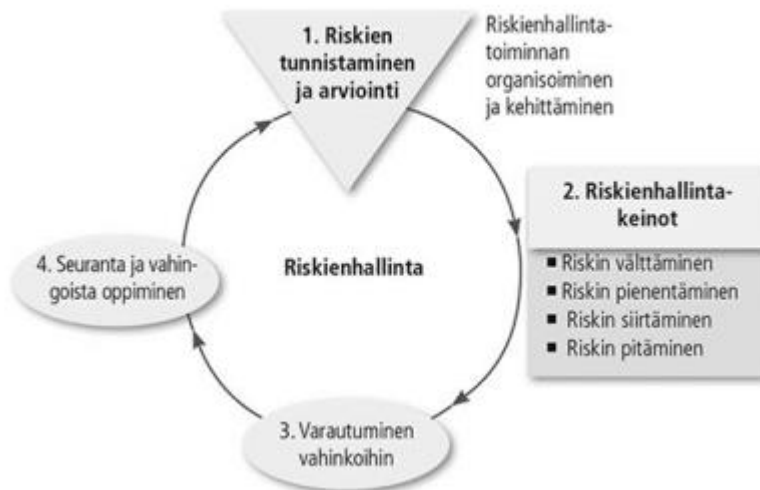 1. Riskien
tunnistaminen
ja arviointi
Riskienhallinta-
toiminnan
organisoiminen
ja kehittäminen
2. Riskienhallinta-
keinot
■ Riskin välttäminen
■ Riskin pienentäminen
■ Riskin siirtäminen
■ Riskin pitäminen
Riskienhallinta
3. Varautuminen
vahinkoihin
4. Seuranta ja vahin-
goista oppiminen